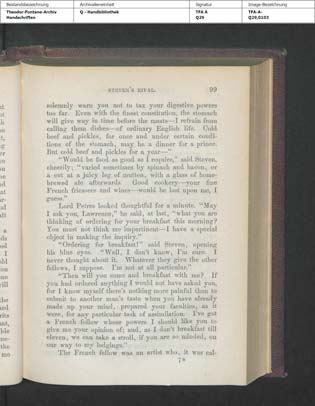 Bestandsbezeichnung Archivalieneinheit Signatur Image-Bezeichnung
Theodor-Fontane-Archiv Q - Handbibliothek TFA A TFA-A-
Handschriften Q29 Q29,0103
STEVEN'S RIVAL. 99
solemnly warn you not to tax your digestive powers
too far. Even with the finest constitution, the stomach
will give way in time before the meats—I refrain from
calling them dishes—of ordinary English life. Cold
beef and pickles, for once and under certain condi-
tions of the stomach, may be a dinner for a prince.
But cold beef and pickles for a year—"
"Would be food as good as I require," said Steven,
cheerily; "varied sometimes by spinach and bacon, or
a cut at a juicy leg of mutton, with a glass of home-
brewed ale afterwards. Good cookery—your fine
French friessees and wines—would be lost upon me, I
guess."
Lord Petres looked thoughtful for a minute. "May
I ask you, Lawrence," he said, at last, "what you are
thinking of ordering for your breakfast this morning?
You must not think me impertinent—I have a special
object in making the inquiry."
"Ordering for breakfast!" said Steven, opening
his blue eyes. "Well, I don't know, I'm sure. I
never thought about it. Whatever they give the other
fellows, I suppose. I'm not at all particular."
"Then will you come and breakfast with me? If
you had ordered anything I would not have asked you,
for I know myself there's nothing more painful than to
submit to another man's taste when you have already
made up your mind, prepared your faculties, as it
were, for any particular task of assimilation. I've got
a French fellow whose powers I should like you to
give me your opinion of; and, as I don't breakfast till
eleven, we can take a stroll, if you are so minded, on
our way to my lodgings."
The French fellow was an artist who, it was cal-
7*